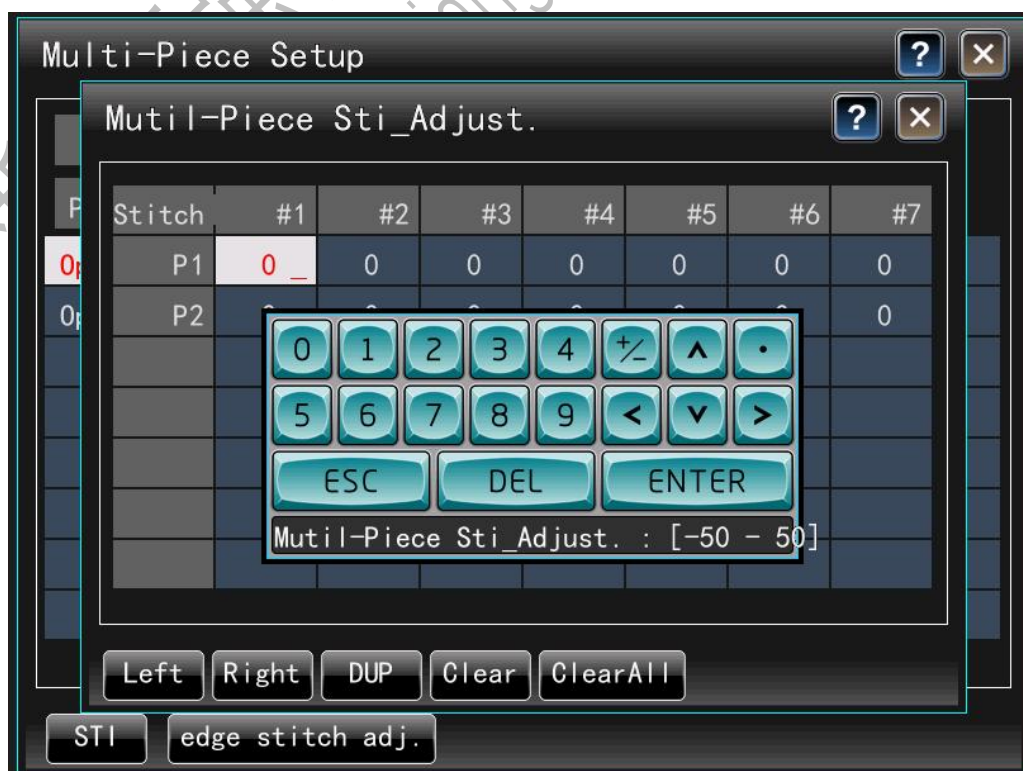 Multi-Piece Setup ? ×
Mutil-Piece Sti_Adjust. ? ×
P
Stitch #1 #2 #3 #4 #5 #6 #7
Op P1 0 _ 0 0 0 0 0 0
Op P2 0
0 1 2 3 4 +/- ∧ •
5 6 7 8 9 < ∨ >
ESC DEL ENTER
Mutil-Piece Sti_Adjust. : [-50 - 50]
Left Right DUP Clear ClearAll
STI edge stitch adj.